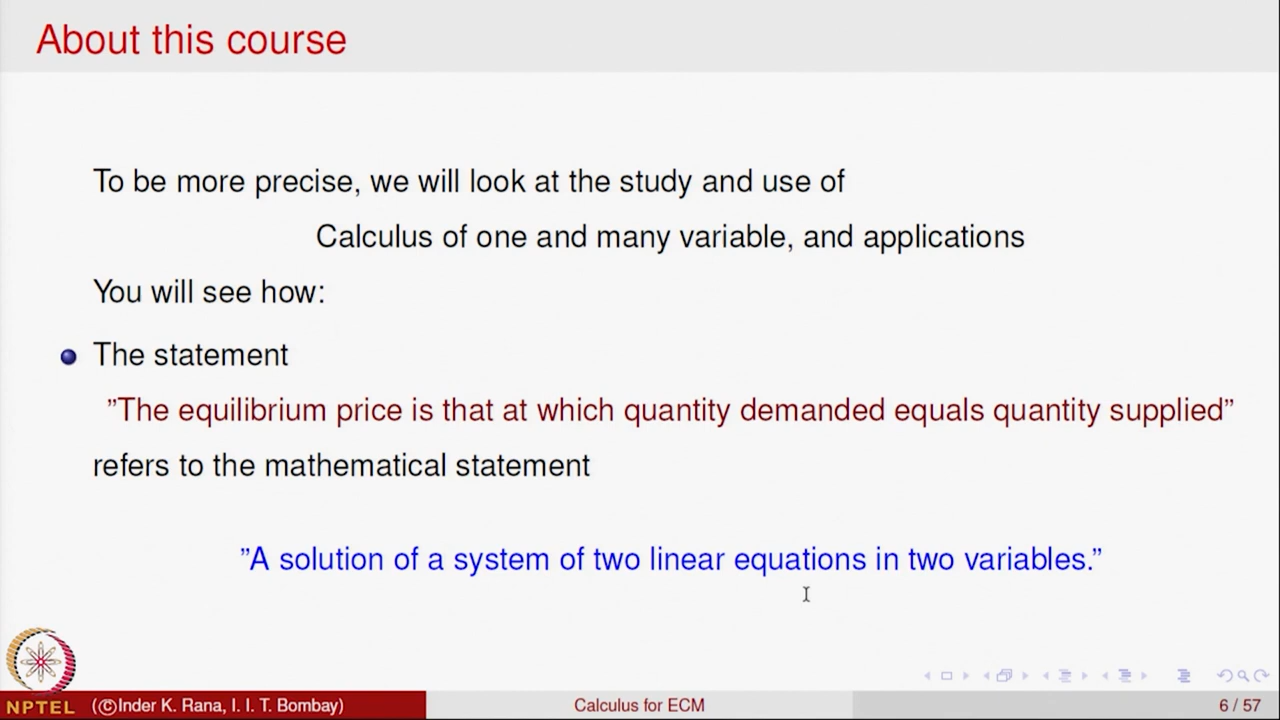 About this course
To be more precise, we will look at the study and use of
Calculus of one and many variable, and applications
You will see how:
The statement
”The equilibrium price is that at which quantity demanded equals quantity supplied”
refers to the mathematical statement
”A solution of a system of two linear equations in two variables.”
NPTEL (©Inder K. Rana, I. I. T. Bombay) Calculus for ECM 6 / 57